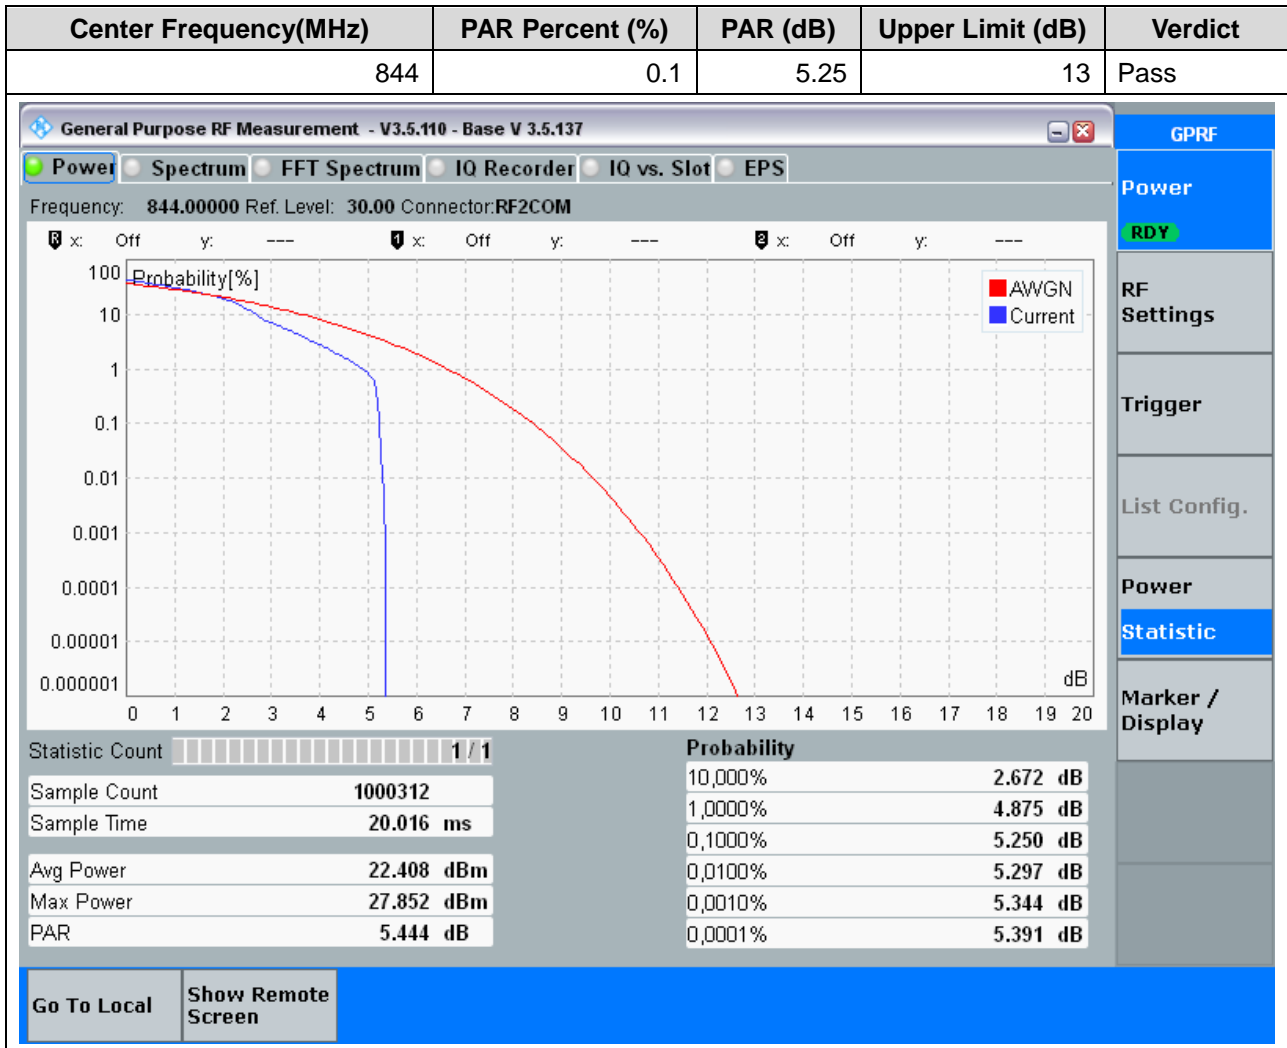 Center Frequency(MHz) PAR Percent (%) PAR (dB) Upper Limit (dB) Verdict
844 0.1 5.25 13 Pass
General Purpose RF Measurement - V3.5.110 - Base V 3.5.137
GPRF
Power Spectrum FFT Spectrum IQ Recorder IQ vs. Slot EPS
Power
RDY
Frequency: 844.00000 Ref. Level: 30.00 Connector:RF2COM
R x: Off y: --- 1 x: Off y: --- 2 x: Off y: ---
Probability[%]
AWGN
Current
100
10
1
0.1
0.01
0.001
0.0001
0.00001
0.000001
dB
0 1 2 3 4 5 6 7 8 9 10 11 12 13 14 15 16 17 18 19 20
RF
Settings
Trigger
List Config.
Power
Statistic
Marker /
Display
Statistic Count 1 / 1
Sample Count 1000312
Sample Time 20.016 ms
Avg Power 22.408 dBm
Max Power 27.852 dBm
PAR 5.444 dB
Probability
10,000% 2.672 dB
1,0000% 4.875 dB
0,1000% 5.250 dB
0,0100% 5.297 dB
0,0010% 5.344 dB
0,0001% 5.391 dB
Go To Local
Show Remote
Screen